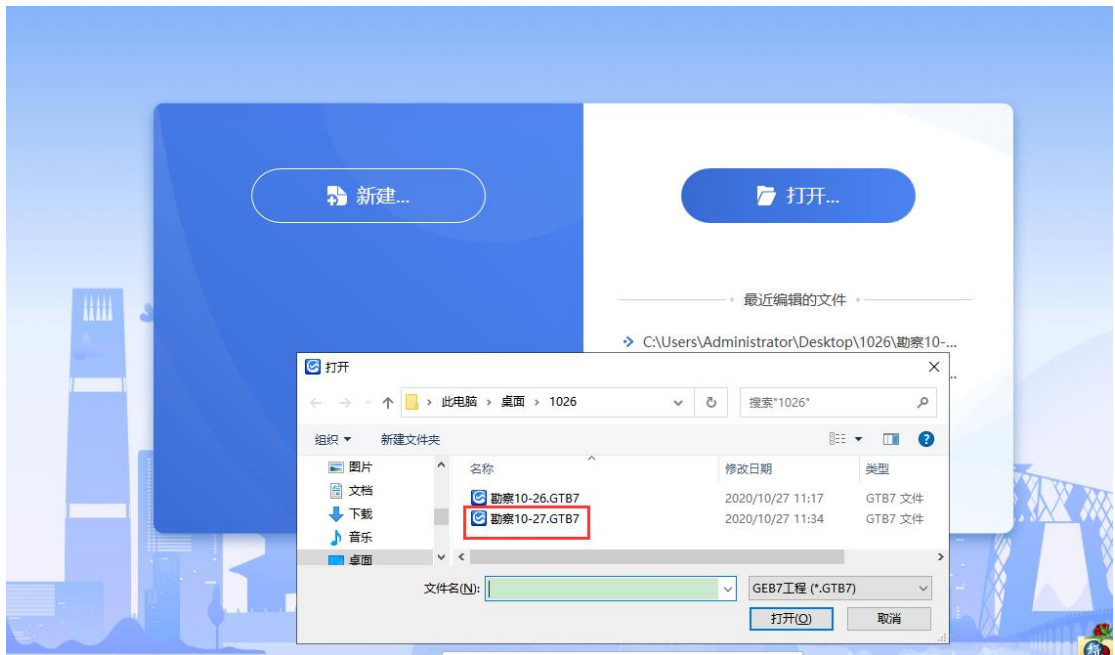 新建...
打开...
最近编辑的文件
C:\Users\Administrator\Desktop\1026\勘察10-...
...
打开
此电脑 › 桌面 › 1026
搜索"1026"
组织
新建文件夹
图片
文档
下载
音乐
桌面
名称 修改日期 类型
勘察10-26.GTB7 2020/10/27 11:17 GTB7 文件
勘察10-27.GTB7 2020/10/27 11:34 GTB7 文件
文件名(N):
GEB7工程 (*.GTB7)
打开(O)
取消